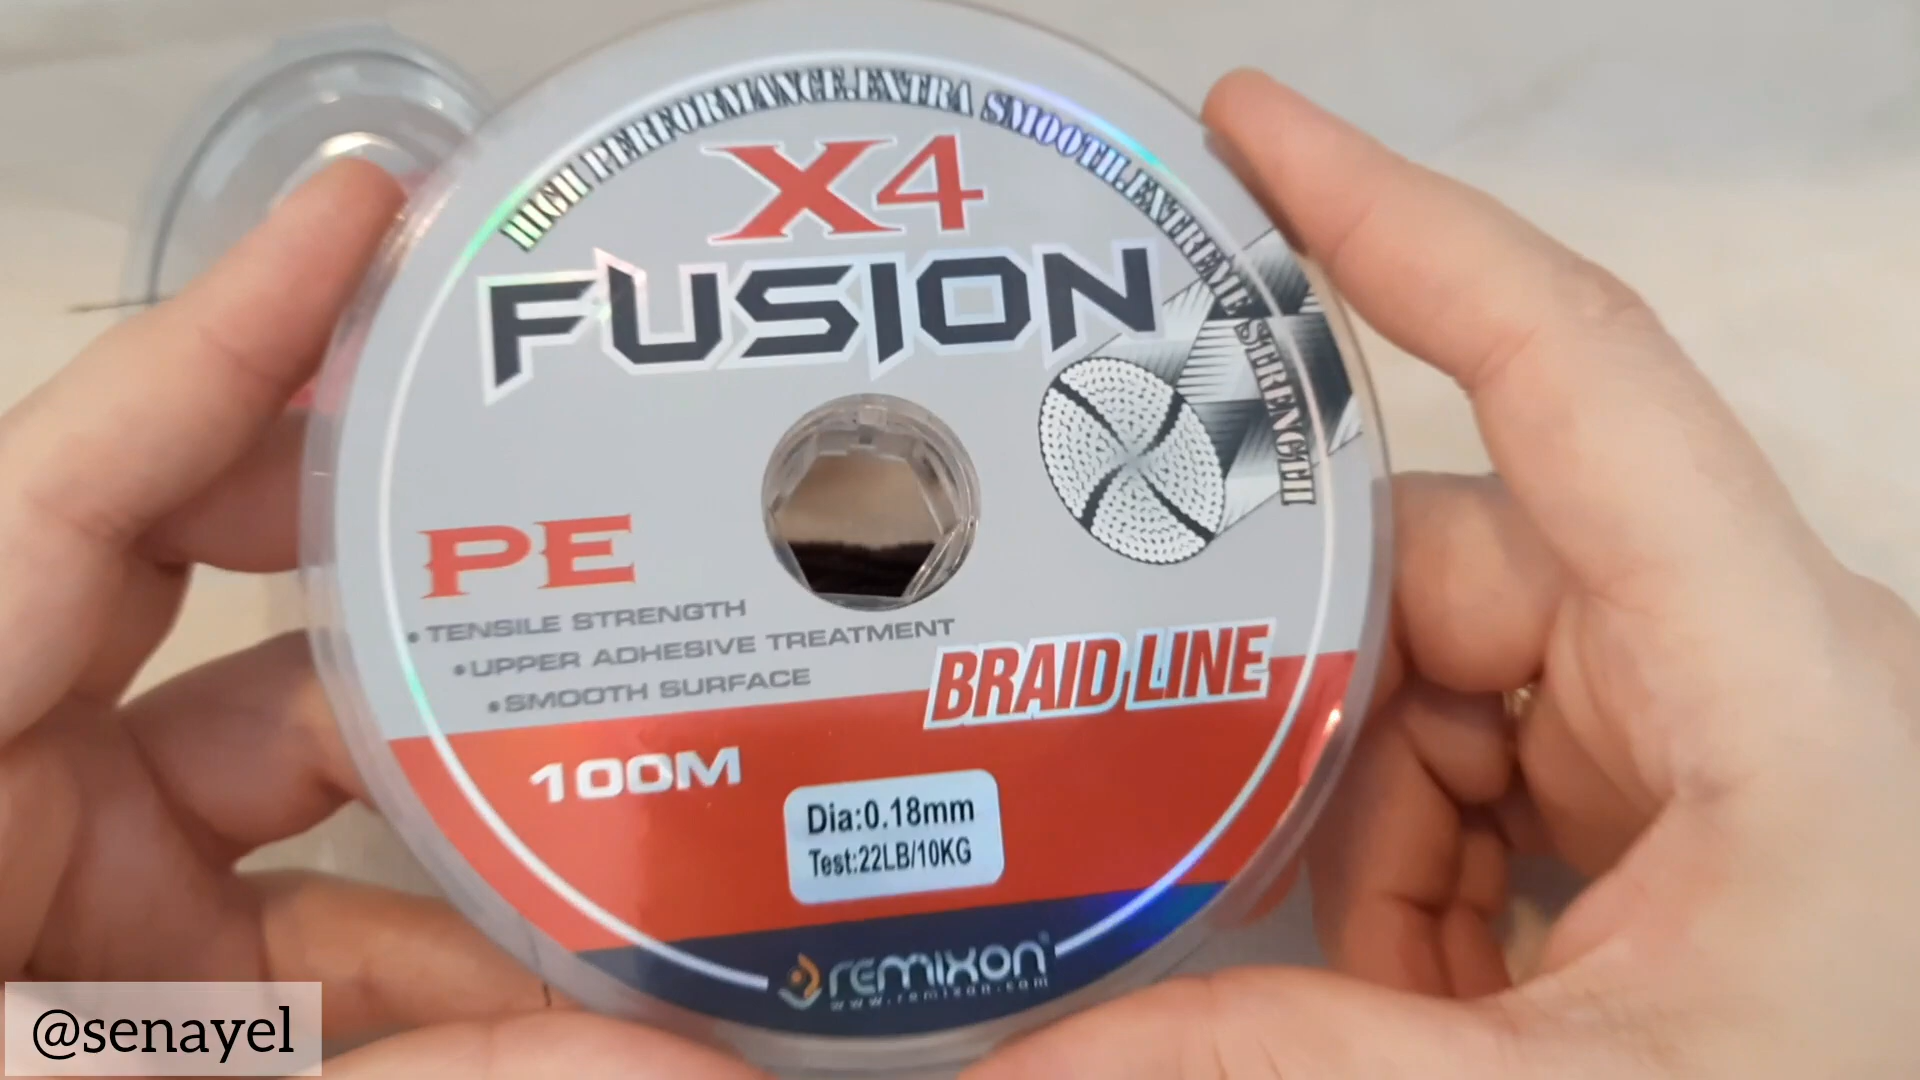 HIGH PERFORMANCE.EXTRA SMOOTH.EXTREME STRENGTH
X4
FUSION
PE
• TENSILE STRENGTH
• UPPER ADHESIVE TREATMENT
• SMOOTH SURFACE
BRAID LINE
100M
Dia:0.18mm
Test:22LB/10KG
remixon®
www.remixon.com
@senayel